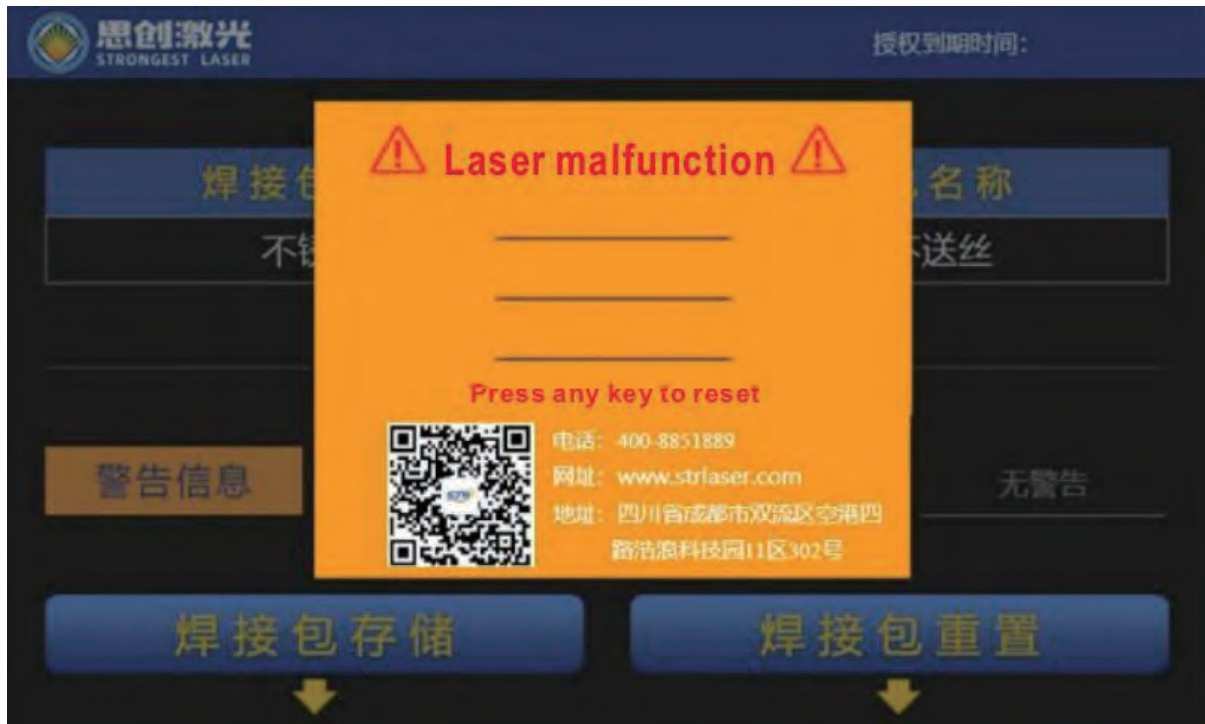 思创激光
STRONGEST LASER
授权到期时间:
Laser malfunction
焊接包
名称
不锈
不送丝
Press any key to reset
电话: 400-8851889
网址: www.strlaser.com
地址: 四川省成都市双流区空港四
路浩浪科技园11区302号
警告信息
无警告
焊接包存储
焊接包重置